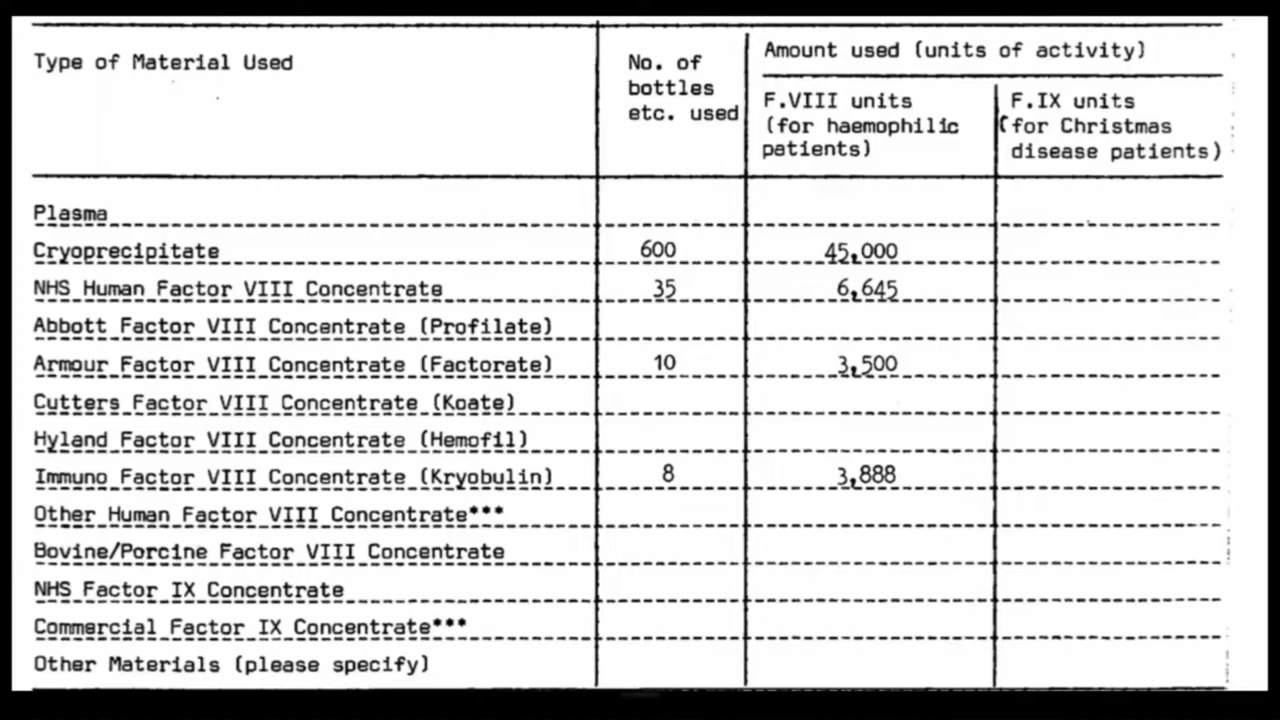 Type of Material Used
No. of
bottles
etc. used
Amount used (units of activity)
F.VIII units
(for haemophilic
patients)
F.IX units
(for Christmas
disease patients)
Plasma
Cryoprecipitate 600 45,000
NHS Human Factor VIII Concentrate 35 6,645
Abbott Factor VIII Concentrate (Profilate)
Armour Factor VIII Concentrate (Factorate) 10 3,500
Cutters Factor VIII Concentrate (Koate)
Hyland Factor VIII Concentrate (Hemofil)
Immuno Factor VIII Concentrate (Kryobulin) 8 3,888
Other Human Factor VIII Concentrate***
Bovine/Porcine Factor VIII Concentrate
NHS Factor IX Concentrate
Commercial Factor IX Concentrate***
Other Materials (please specify)